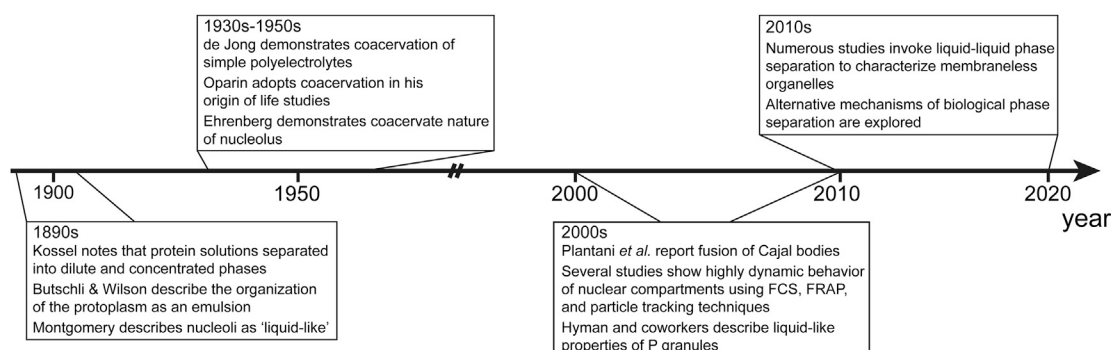 1930s-1950s
de Jong demonstrates coacervation of
simple polyelectrolytes
Oparin adopts coacervation in his
origin of life studies
Ehrenberg demonstrates coacervate nature
of nucleolus
2010s
Numerous studies invoke liquid-liquid phase
separation to characterize membraneless
organelles
Alternative mechanisms of biological phase
separation are explored
1900
1950
2000
2010
2020
year
1890s
Kossel notes that protein solutions separated
into dilute and concentrated phases
Butschli & Wilson describe the organization
of the protoplasm as an emulsion
Montgomery describes nucleoli as ‘liquid-like’
2000s
Plantani et al. report fusion of Cajal bodies
Several studies show highly dynamic behavior
of nuclear compartments using FCS, FRAP,
and particle tracking techniques
Hyman and coworkers describe liquid-like
properties of P granules